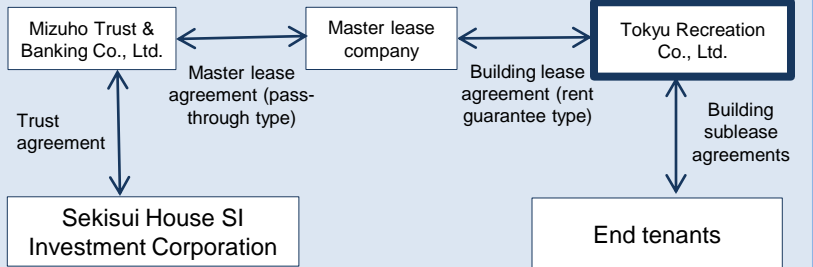 Mizuho Trust &
Banking Co., Ltd.
Master lease
company
Tokyu Recreation
Co., Ltd.
Master lease
agreement (pass-
through type)
Building lease
agreement (rent
guarantee type)
Trust
agreement
Building
sublease
agreements
Sekisui House SI
Investment Corporation
End tenants